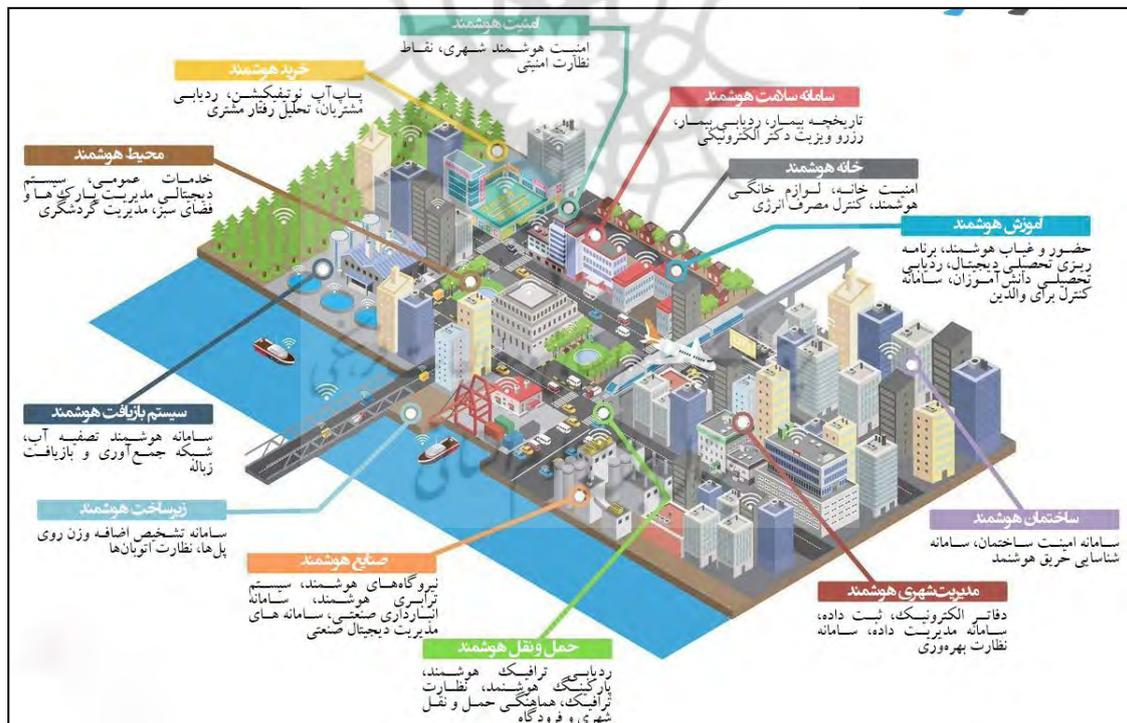 امنیت هوشمند
امنیت هوشمند شهری، نقاط
نظارت امنیتی
خرید هوشمند
پاپ‌آپ نوتیفیکشن، ردیابی
مشتریان، تحلیل رفتار مشتری
سامانه سلامت هوشمند
تاریخچه بیمار، ردیابی بیمار،
رزرو ویزیت دکتر الکترونیکی
محیط هوشمند
خدمات عمومی، سیستم
دیجیتالی مدیریت پارک ها و
فضای سبز، مدیریت گردشگری
خانه هوشمند
امنیت خانه، لوازم خانگی
هوشمند، کنترل مصرف انرژی
آموزش هوشمند
حضور و غیاب هوشمند، برنامه
ریزی تحصیلی دیجیتال، ردیابی
تحصیلی دانش آموزان، سامانه
کنترل برای والدین
سیستم بازیافت هوشمند
سامانه هوشمند تصفیه آب،
شبکه جمع‌آوری و بازیافت
زباله
زیرساخت هوشمند
سامانه تشخیص اضافه وزن روی
پل‌ها، نظارت اتوبان‌ها
ساختمان هوشمند
سامانه امینت ساختمان، سامانه
شناسایی حریق هوشنمد
صنایع هوشمند
نیروگاه‌های هوشمند، سیستم
ترابری هوشمند، سامانه
انبارداری صنعتی، سامانه های
مدیریت دیجیتال صنعتی
مدیریت‌شهری هوشمند
دفاتر الکترونیک، ثبت داده،
سامانه مدیریت داده، سامانه
نظارت بهره‌وری
حمل و نقل هوشمند
ردیابی ترافیک هوشمند،
پارکینگ هوشنمد، نظارت
ترافیک، هماهنگی حمل و نقل
شهری و فرودگاه